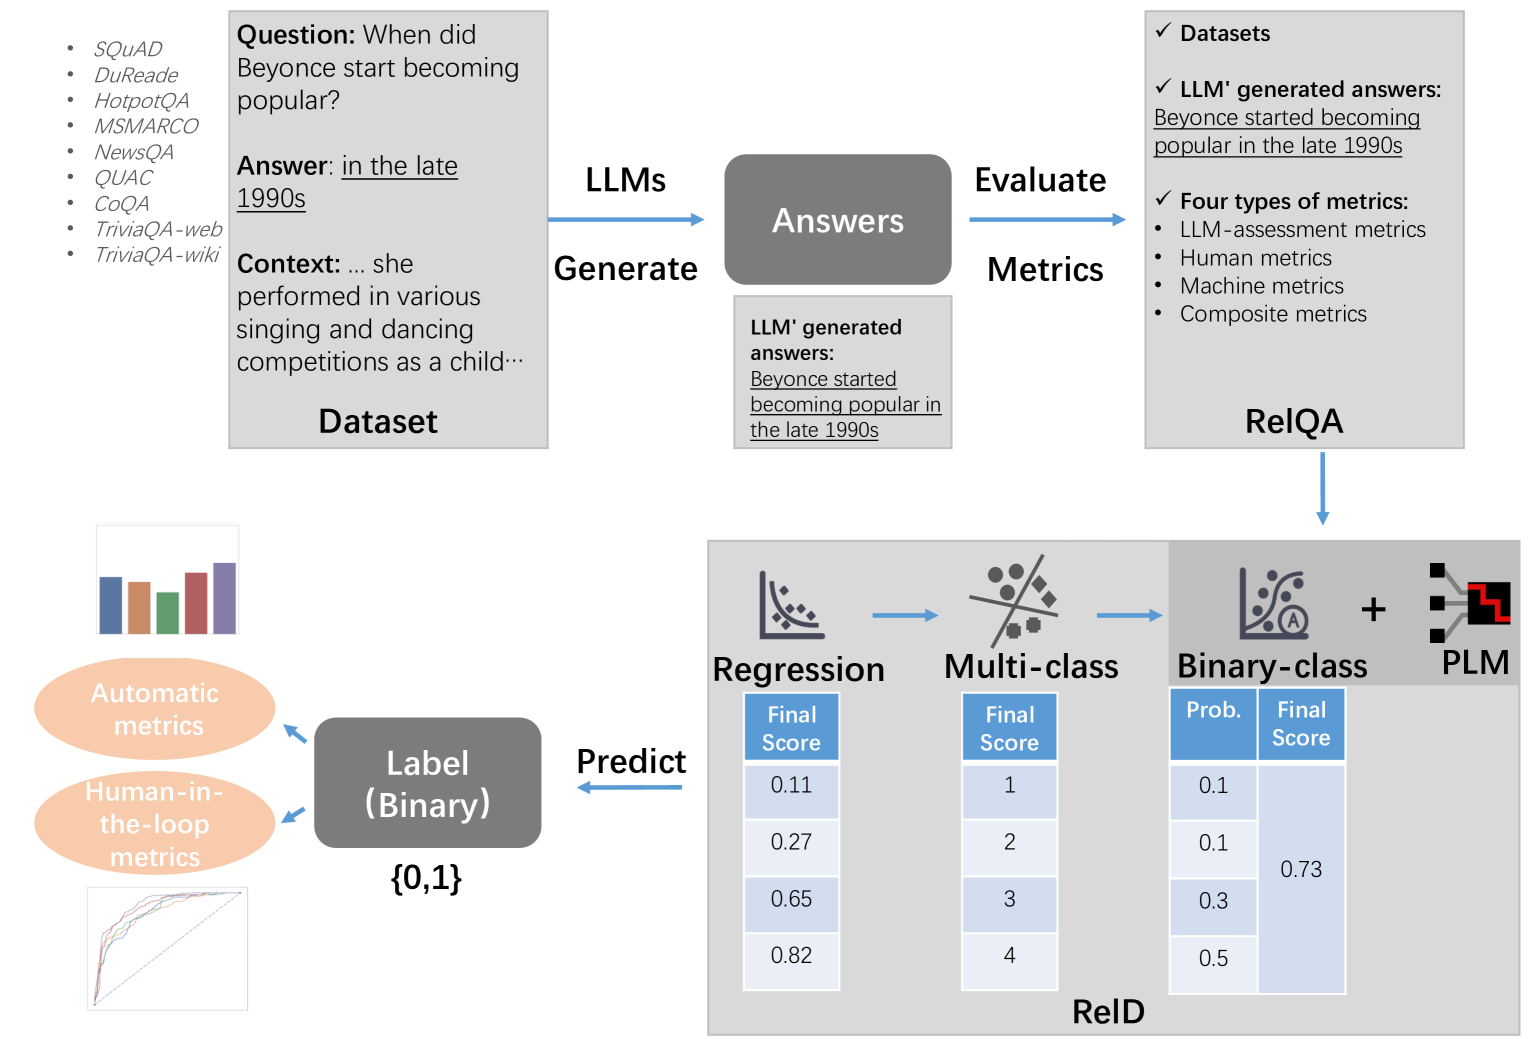 • SQuAD
• DuReade
• HotpotQA
• MSMARCO
• NewsQA
• QUAC
• CoQA
• TriviaQA-web
• TriviaQA-wiki
Question: When did
Beyonce start becoming
popular?
Answer: in the late
1990s
Context: ... she
performed in various
singing and dancing
competitions as a child…
Dataset
LLMs
Generate
Answers
LLM' generated
answers:
Beyonce started
becoming popular in
the late 1990s
Evaluate
Metrics
✓ Datasets
✓ LLM' generated answers:
Beyonce started becoming
popular in the late 1990s
✓ Four types of metrics:
• LLM-assessment metrics
• Human metrics
• Machine metrics
• Composite metrics
RelQA
Regression
Multi-class
Binary-class
A
+
PLM
Final
Score
0.11
0.27
0.65
0.82
Final
Score
1
2
3
4
Prob.
Final
Score
0.1
0.1
0.3
0.5
0.73
RelD
Predict
Label
(Binary)
{0,1}
Automatic
metrics
Human-in-
the-loop
metrics